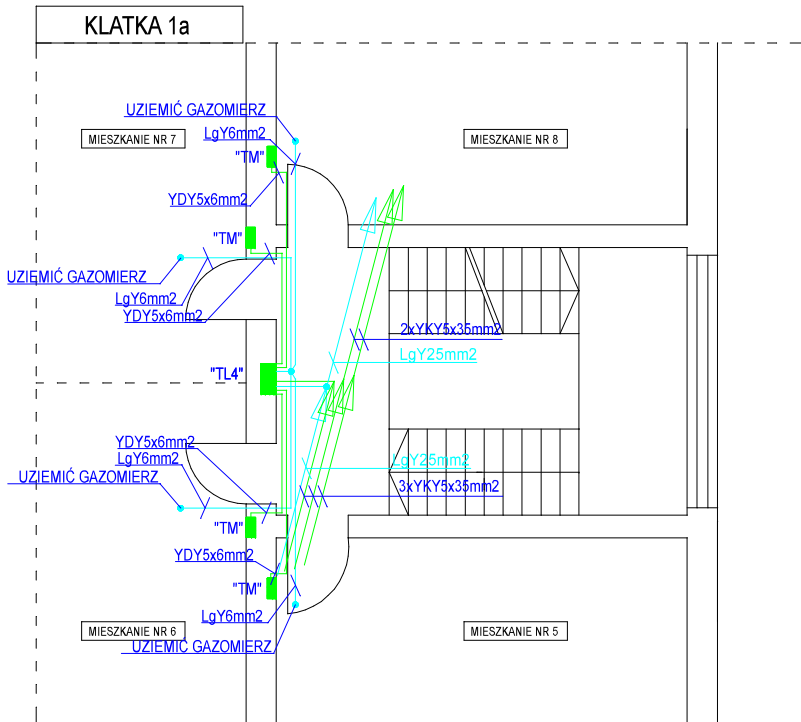 KLATKA 1a
UZIEMIĆ GAZOMIERZ
MIESZKANIE NR 7
LgY6mm2
MIESZKANIE NR 8
"TM"
YDY5x6mm2
"TM"
UZIEMIĆ GAZOMIERZ
LgY6mm2
YDY5x6mm2
2xYKY5x35mm2
LgY25mm2
"TL4"
YDY5x6mm2
LgY6mm2
LgY25mm2
UZIEMIĆ GAZOMIERZ
3xYKY5x35mm2
"TM"
YDY5x6mm2
"TM"
LgY6mm2
MIESZKANIE NR 6
MIESZKANIE NR 5
UZIEMIĆ GAZOMIERZ